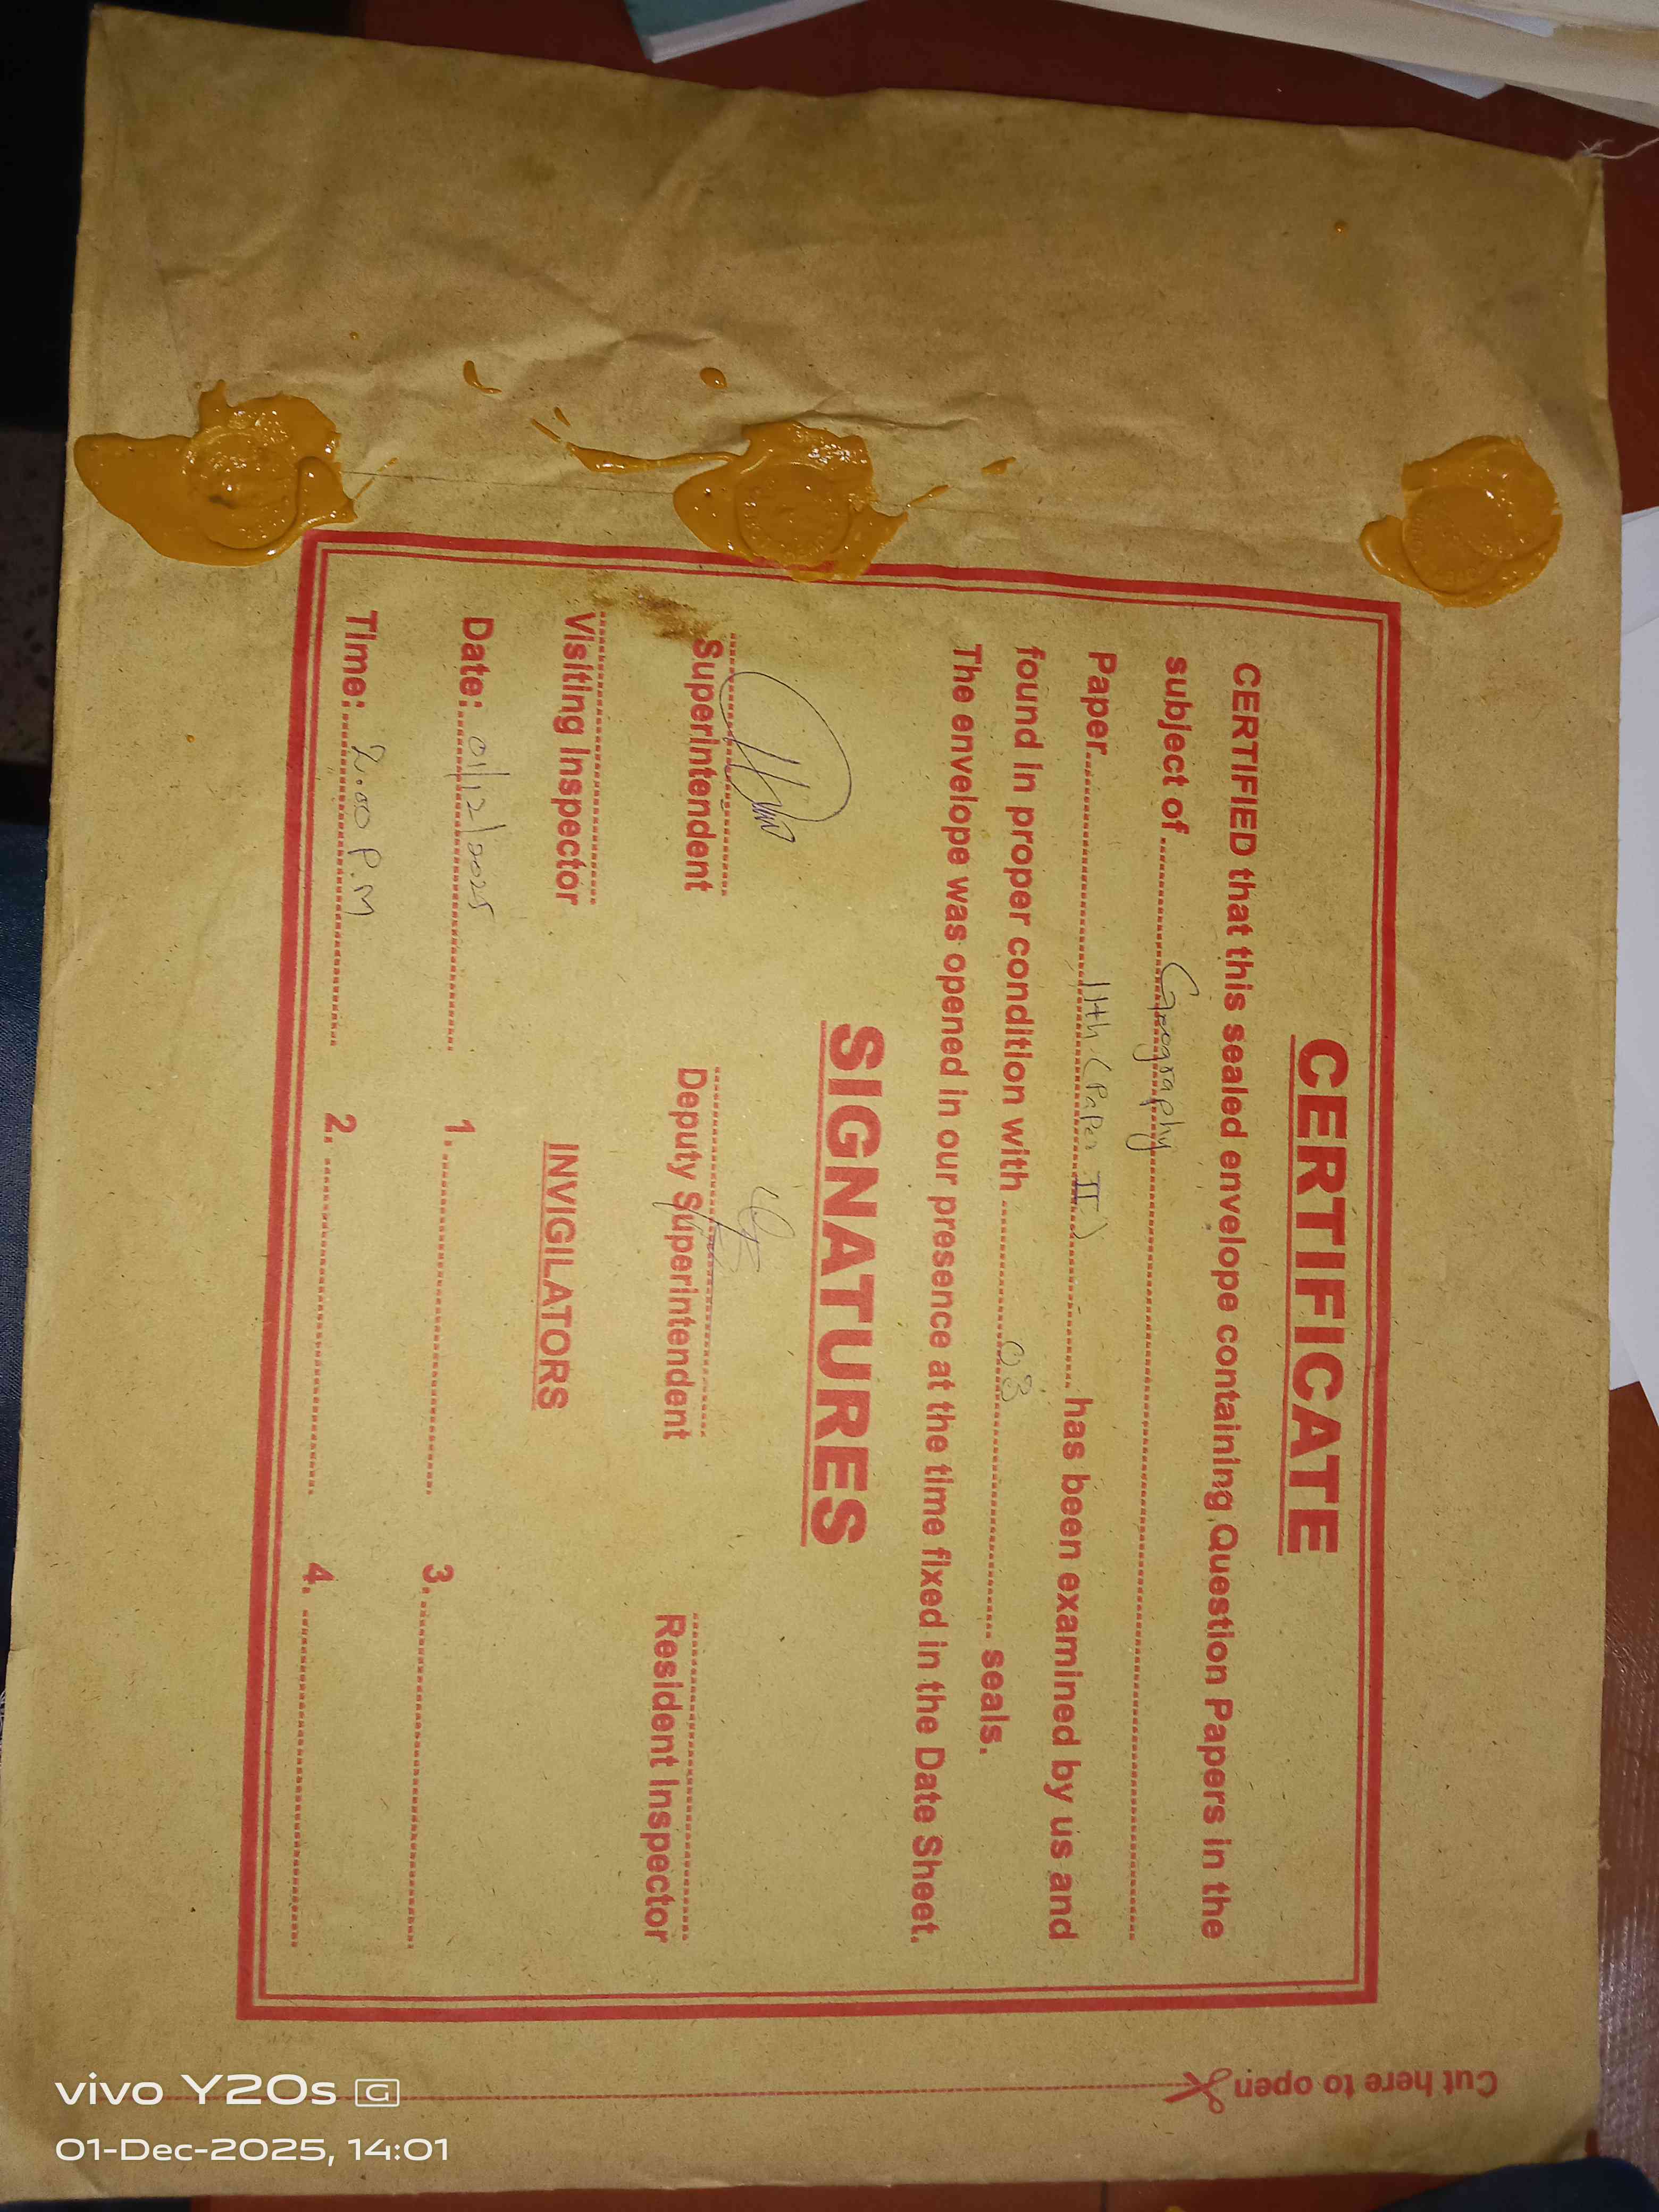 CERTIFICATE
CERTIFIED that this sealed envelope containing Question Papers in the
subject of Geography
Paper 11th (Paper II) has been examined by us and
found in proper condition with 03 seals.
The envelope was opened in our presence at the time fixed in the Date Sheet.
SIGNATURES
Superintendent Deputy Superintendent Resident Inspector
Visiting Inspector INVIGILATORS
Date: 01/12/2025 1. 3.
Time: 2.00 P.M 2. 4.
Cut here to open
vivo Y20s G
01-Dec-2025, 14:01